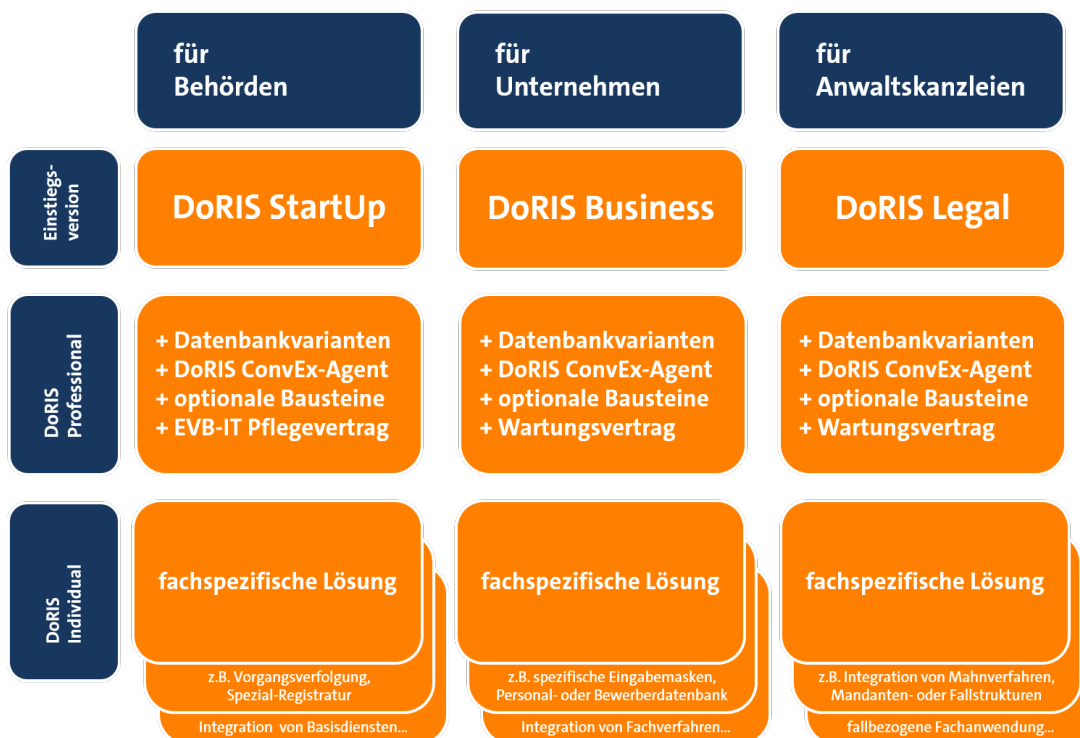 für
Behörden
für
Unternehmen
für
Anwaltskanzleien
Einstiegs-
version
DoRIS StartUp
DoRIS Business
DoRIS Legal
DoRIS
Professional
+ Datenbankvarianten
+ DoRIS ConvEx-Agent
+ optionale Bausteine
+ EVB-IT Pflegevertrag
+ Datenbankvarianten
+ DoRIS ConvEx-Agent
+ optionale Bausteine
+ Wartungsvertrag
+ Datenbankvarianten
+ DoRIS ConvEx-Agent
+ optionale Bausteine
+ Wartungsvertrag
DoRIS
Individual
fachspezifische Lösung
z.B. Vorgangsverfolgung,
Spezial-Registratur
Integration von Basisdiensten...
fachspezifische Lösung
z.B. spezifische Eingabemasken,
Personal- oder Bewerberdatenbank
Integration von Fachverfahren...
fachspezifische Lösung
z.B. Integration von Mahnverfahren,
Mandanten- oder Fallstrukturen
fallbezogene Fachanwendung...